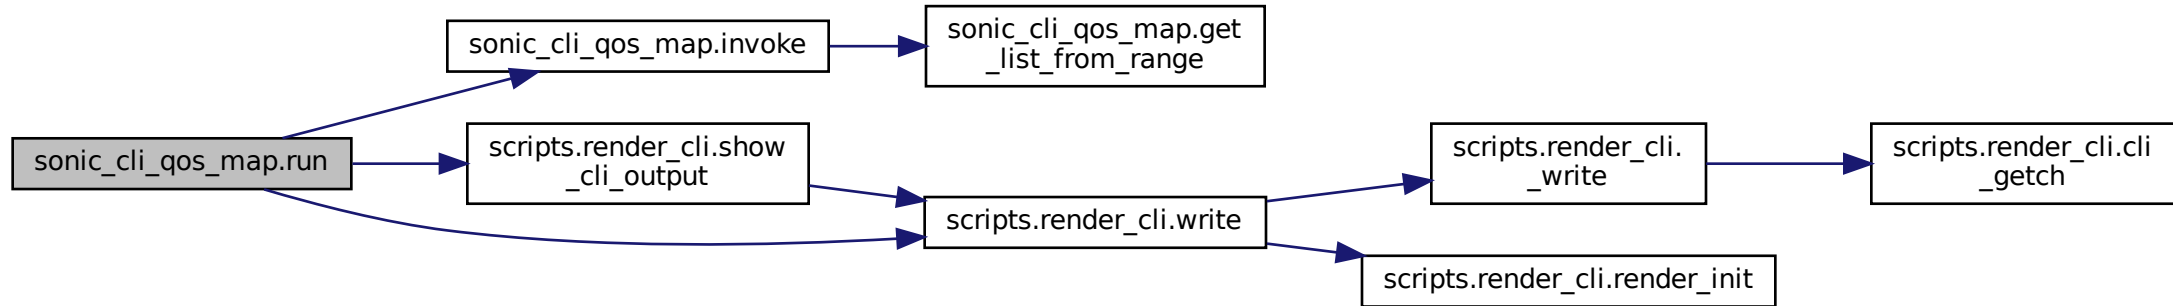 sonic_cli_qos_map.run
sonic_cli_qos_map.invoke
sonic_cli_qos_map.get
_list_from_range
scripts.render_cli.show
_cli_output
scripts.render_cli.write
scripts.render_cli.
_write
scripts.render_cli.cli
_getch
scripts.render_cli.render_init